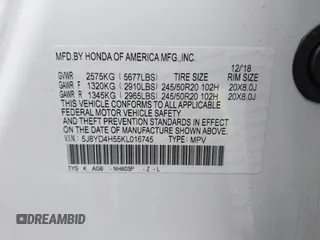 MFD.BY HONDA OF AMERICA MFG.,INC. 12/18
GVWR 2575KG ( 5677LBS) TIRE SIZE RIM SIZE
GAWR F 1320KG ( 2910LBS) 245/50R20 102H 20X8.0J
GAWR R 1345KG ( 2965LBS) 245/50R20 102H 20X8.0J
THIS VEHICLE CONFORMS TO ALL APPLICABLE
FEDERAL MOTOR VEHICLE SAFETY
AND THEFT PREVENTION STANDARDS IN EFFECT
ON THE DATE OF MANUFACTURE SHOWN ABOVE.
V.I.N.: 5J8YD4H55KL016745 TYPE: MPV
TYS K AG6 NH603P -Z - L
DREAMBID.COM